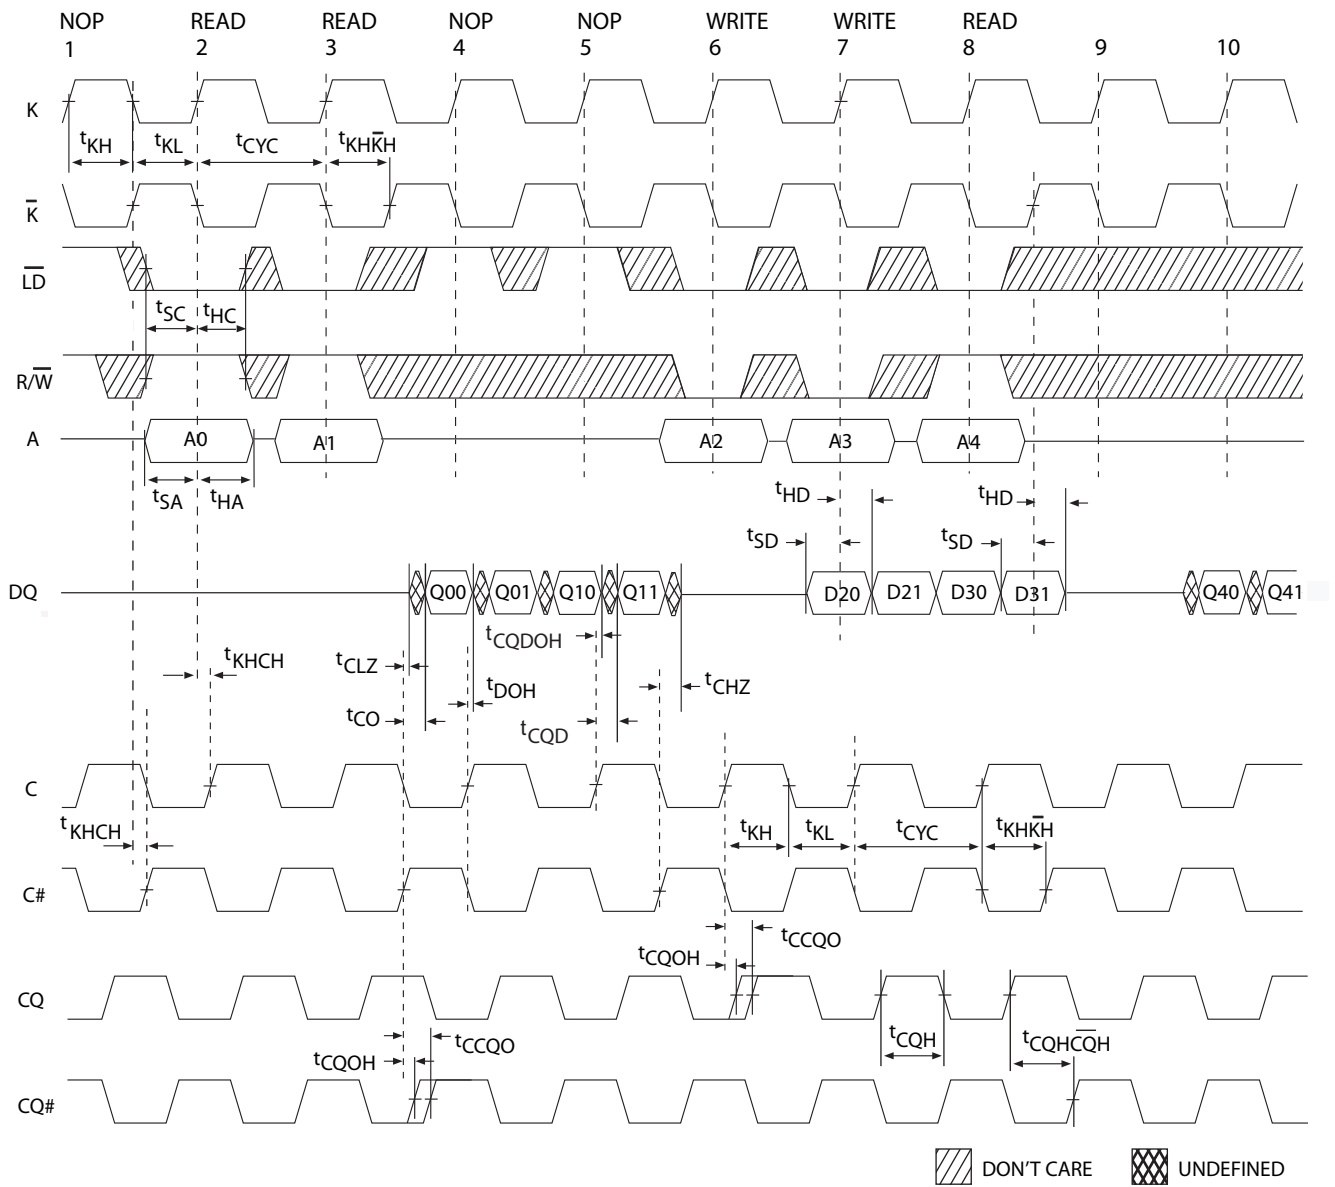 NOP READ READ NOP NOP WRITE WRITE READ
1 2 3 4 5 6 7 8 9 10
K
tKH tKL tCYC tKHK̅H
K̅
L̅D̅
tSC tHC
R/W̅
A A0 A1 A2 A3 A4
tSA tHA tHD tHD
tSD tSD
DQ Q00 Q01 Q10 Q11 D20 D21 D30 D31 Q40 Q41
tCQDOH
tKHCH tCLZ tDOH tCHZ
tCO tCQD
C
tKHCH tKH tKL tCYC tKHK̅H
C#
tCCQO
tCQOH
CQ
tCCQO tCQH tCQHC̅Q̅H
tCQOH
CQ#
DON'T CARE UNDEFINED